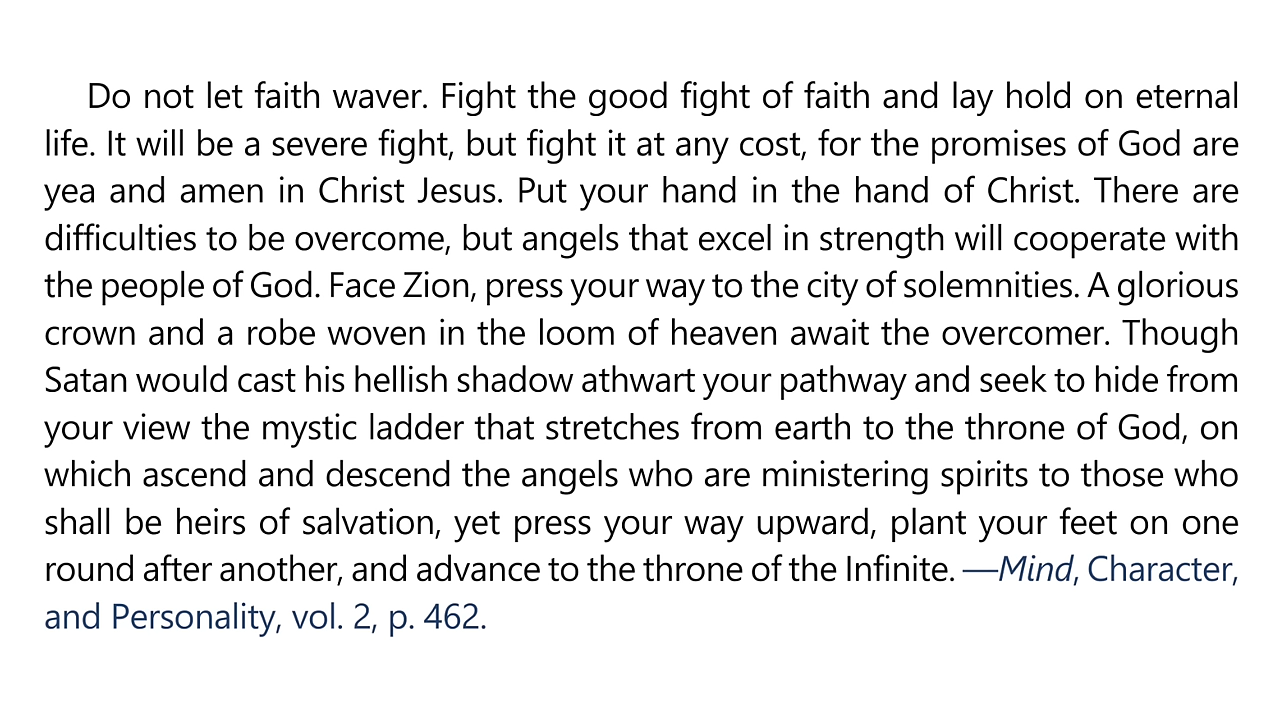 Do not let faith waver. Fight the good fight of faith and lay hold on eternal
life. It will be a severe fight, but fight it at any cost, for the promises of God are
yea and amen in Christ Jesus. Put your hand in the hand of Christ. There are
difficulties to be overcome, but angels that excel in strength will cooperate with
the people of God. Face Zion, press your way to the city of solemnities. A glorious
crown and a robe woven in the loom of heaven await the overcomer. Though
Satan would cast his hellish shadow athwart your pathway and seek to hide from
your view the mystic ladder that stretches from earth to the throne of God, on
which ascend and descend the angels who are ministering spirits to those who
shall be heirs of salvation, yet press your way upward, plant your feet on one
round after another, and advance to the throne of the Infinite. —Mind, Character,
and Personality, vol. 2, p. 462.